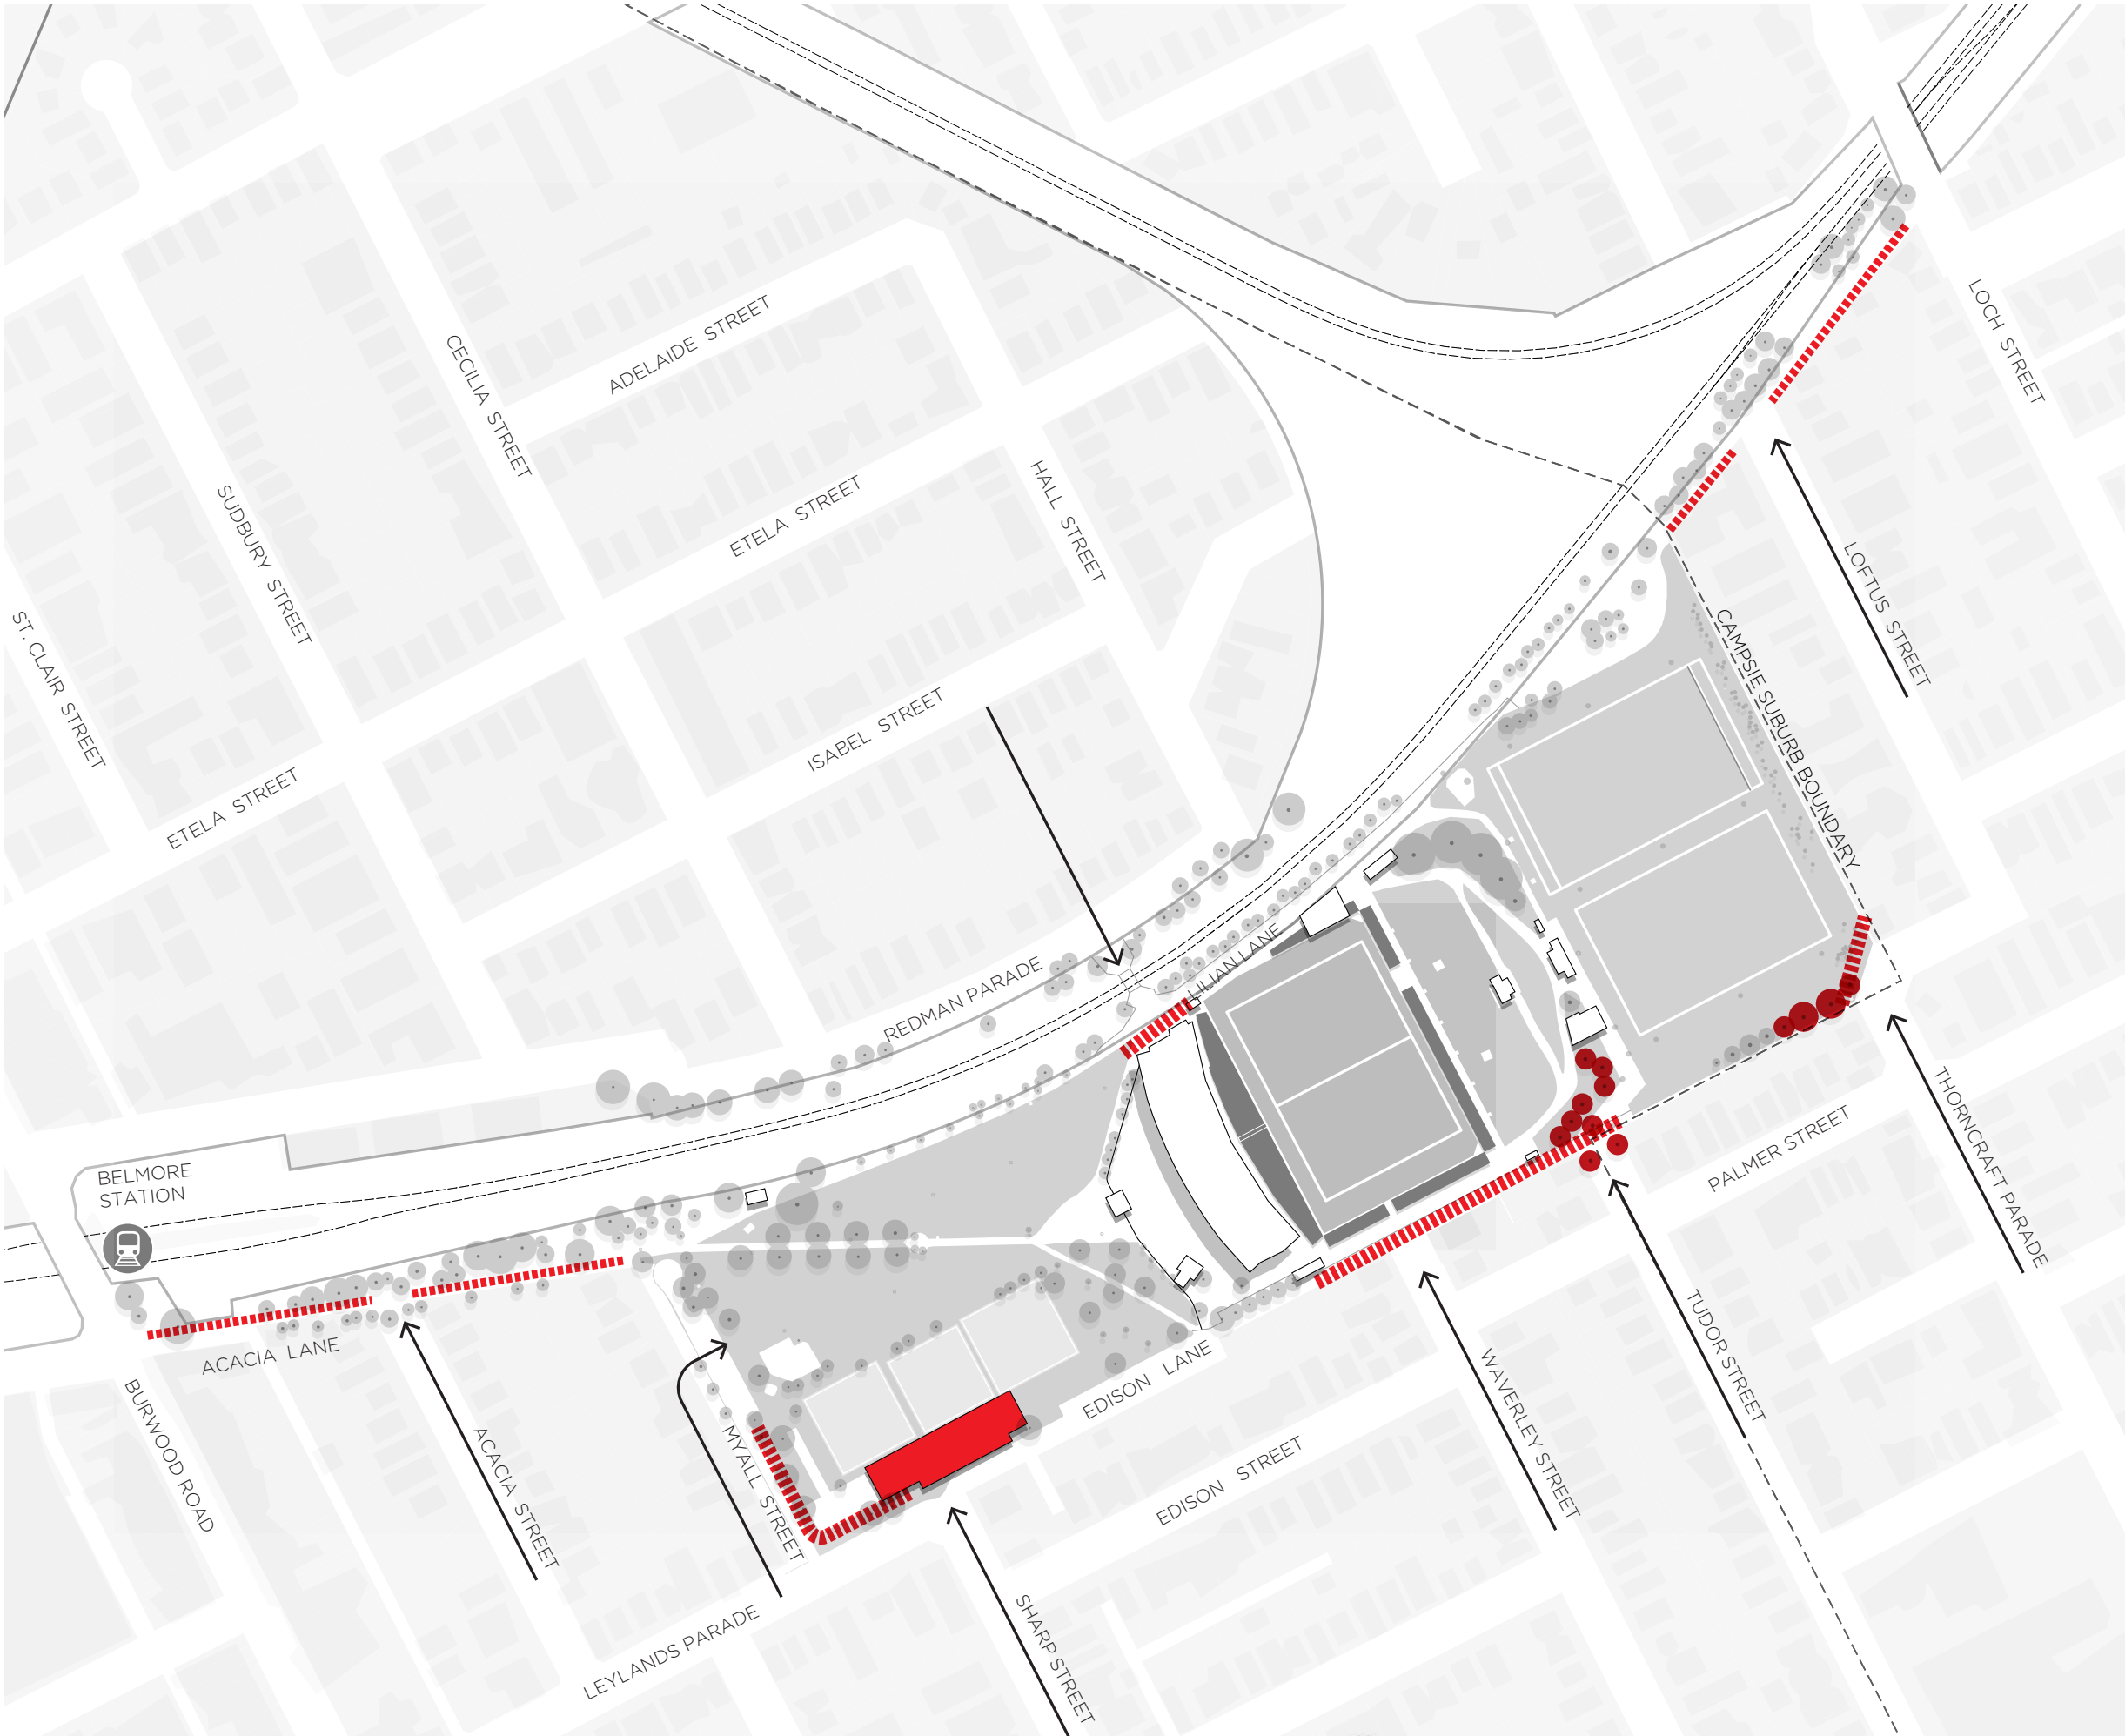 LOCH STREET
ADELAIDE STREET
CECILIA STREET
ETELA STREET
HALL STREET
SUDBURY STREET
LOFTUS STREET
ST. CLAIR STREET
CAMPSIE SUBURB BOUNDARY
ISABEL STREET
ETELA STREET
LILIAN LANE
REDMAN PARADE
THORNCRAFT PARADE
PALMER STREET
BELMORE
STATION
TUDOR STREET
ACACIA LANE
EDISON LANE
WAVERLEY STREET
BURWOOD ROAD
ACACIA STREET
MYALL STREET
EDISON STREET
SHARP STREET
LEYLANDS PARADE